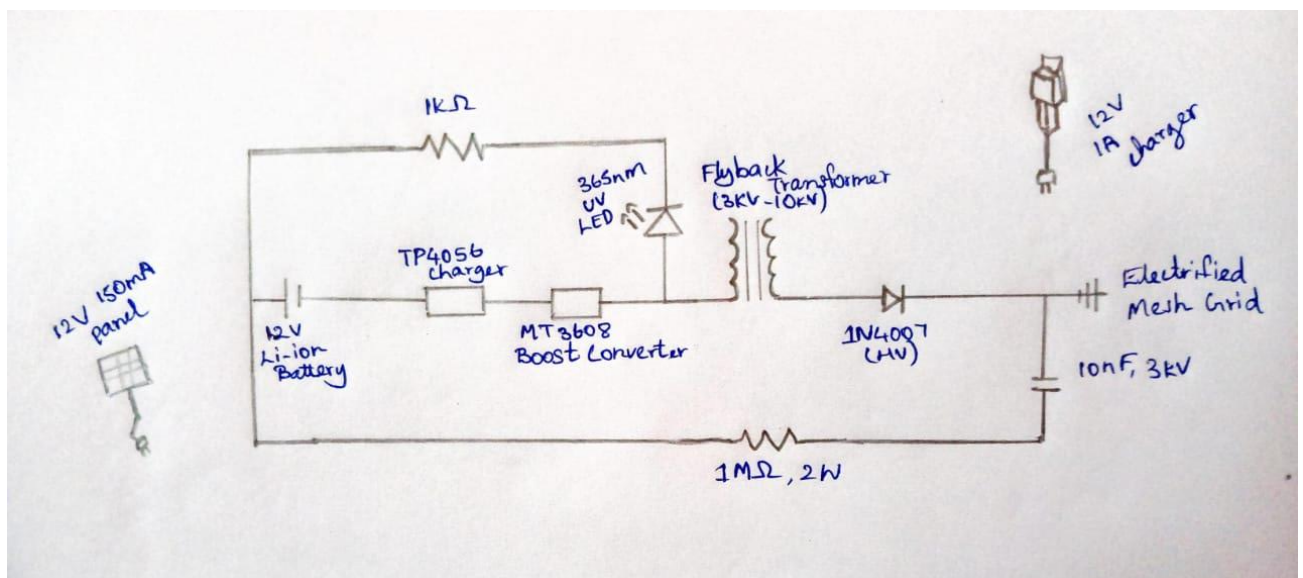 1KΩ
12V
1A
charger
365nm
UV
LED
Flyback
Transformer
(3KV-10KV)
TP4056
charger
Electrified
Mesh Grid
12V 150mA
panel
12V
Li-ion
Battery
MT3608
Boost Converter
1N4007
(HV)
10nF, 3KV
1MΩ, 2W